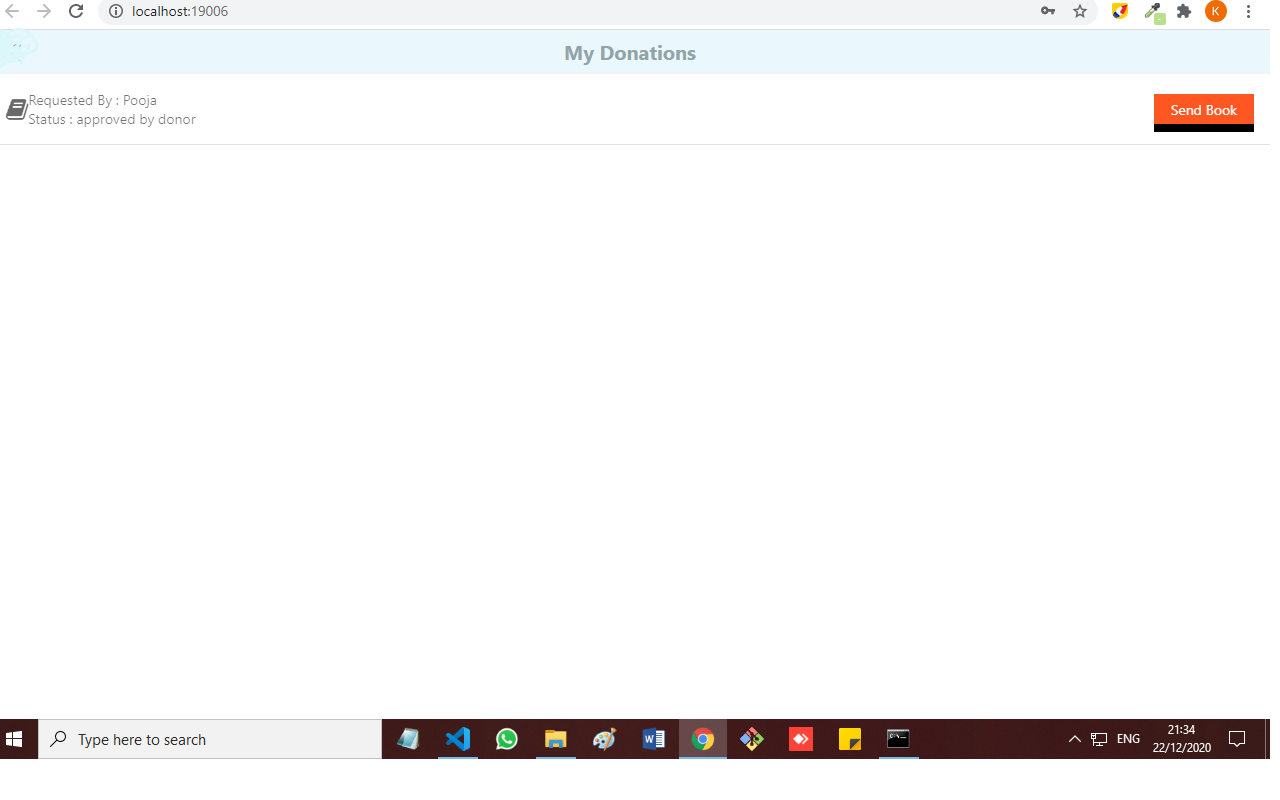 localhost:19006
K
My Donations
Requested By : Pooja
Status : approved by donor
Send Book
Type here to search
ENG
21:34
22/12/2020